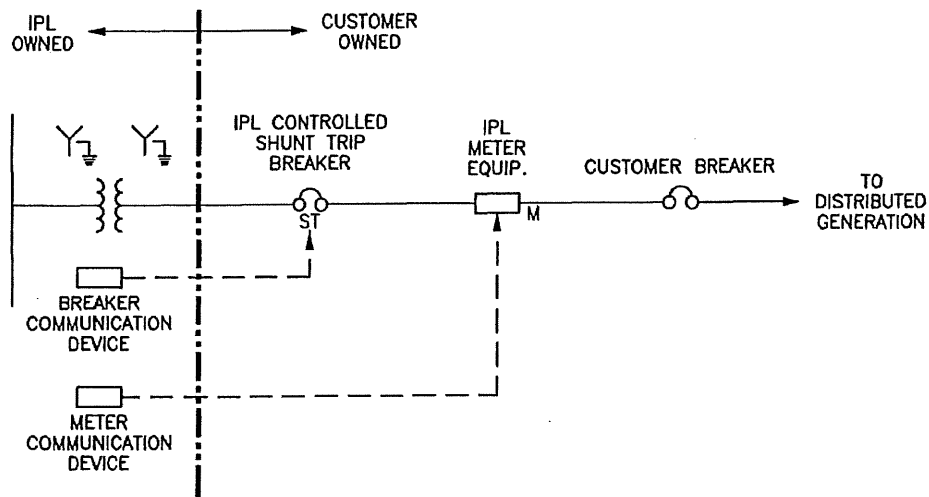 IPL
OWNED
CUSTOMER
OWNED
IPL CONTROLLED
SHUNT TRIP
BREAKER
IPL
METER
EQUIP.
CUSTOMER BREAKER
TO
DISTRIBUTED
GENERATION
ST
M
BREAKER
COMMUNICATION
DEVICE
METER
COMMUNICATION
DEVICE